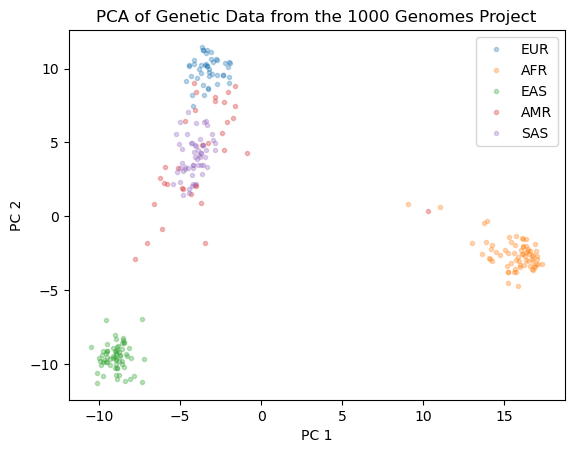 PCA of Genetic Data from the 1000 Genomes Project
EUR
AFR
EAS
AMR
SAS
PC 2
10
5
0
−5
−10
−10
−5
0
5
10
15
PC 1